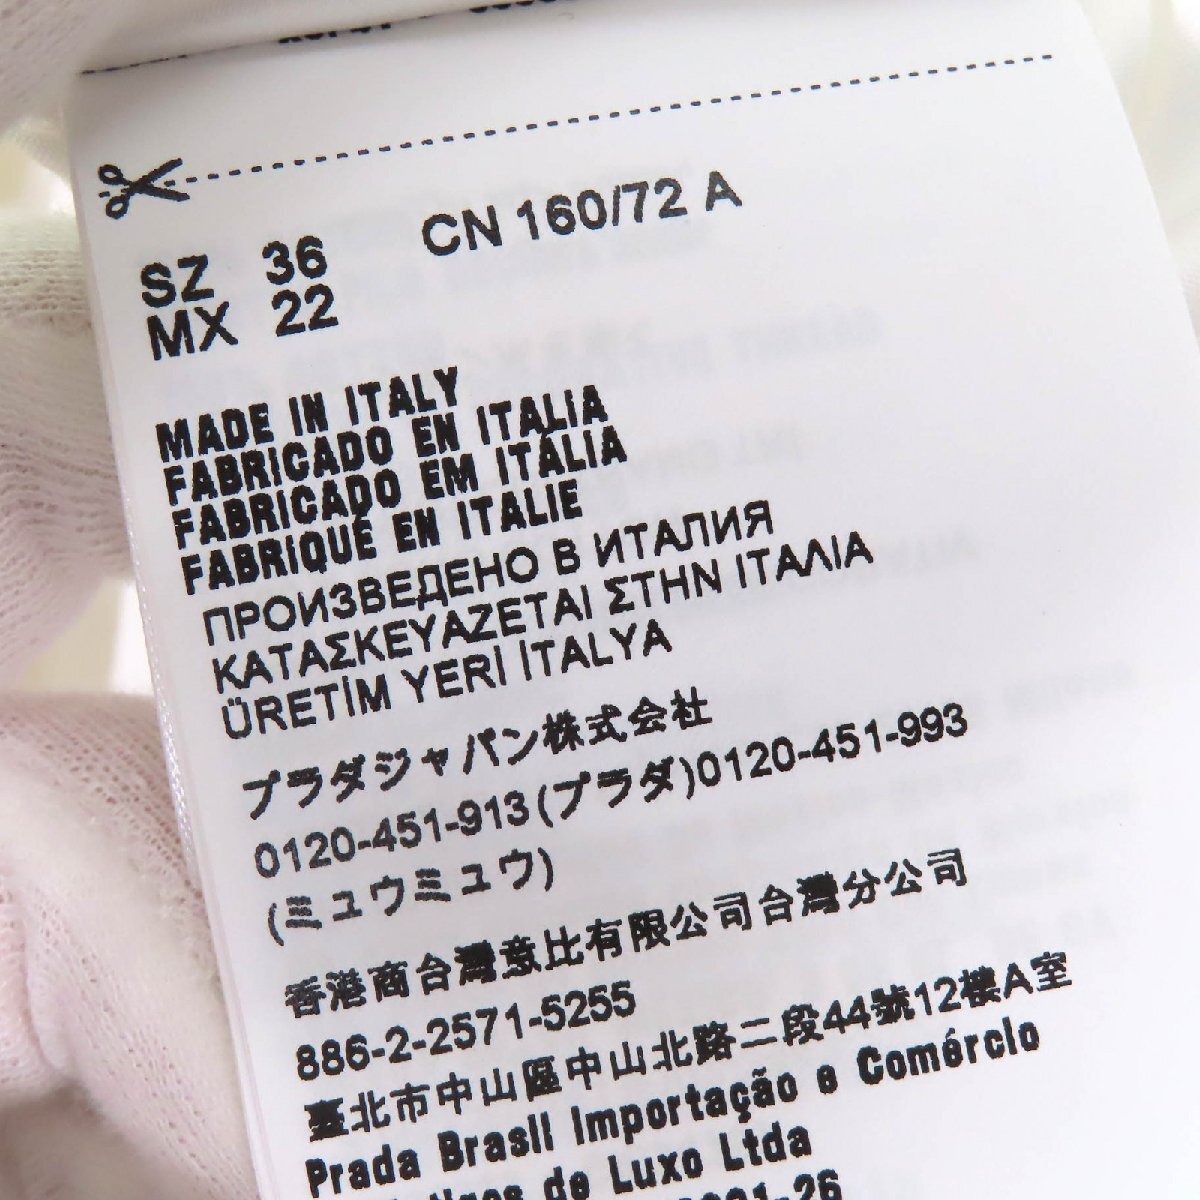 CN 160/72 A
SZ 36
MX 22
MADE IN ITALY
FABRICADO EN ITALIA
FABRICADO EM ITÁLIA
FABRIQUÉ EN ITALIE
ПРОИЗВЕДЕНО В ИТАЛИЯ
ΚΑΤΑΣΚΕΥΑΖΕΤΑΙ ΣΤΗΝ ΙΤΑΛΙΑ
ÜRETİM YERİ İTALYA
プラダジャパン株式会社
0120-451-913(プラダ)0120-451-993
(ミュウミュウ)
香港商台灣意比有限公司台灣分公司
886-2-2571-5255
臺北市中山區中山北路二段44號12樓A室
Prada Brasil Importação e Comércio
de Luxo Ltda